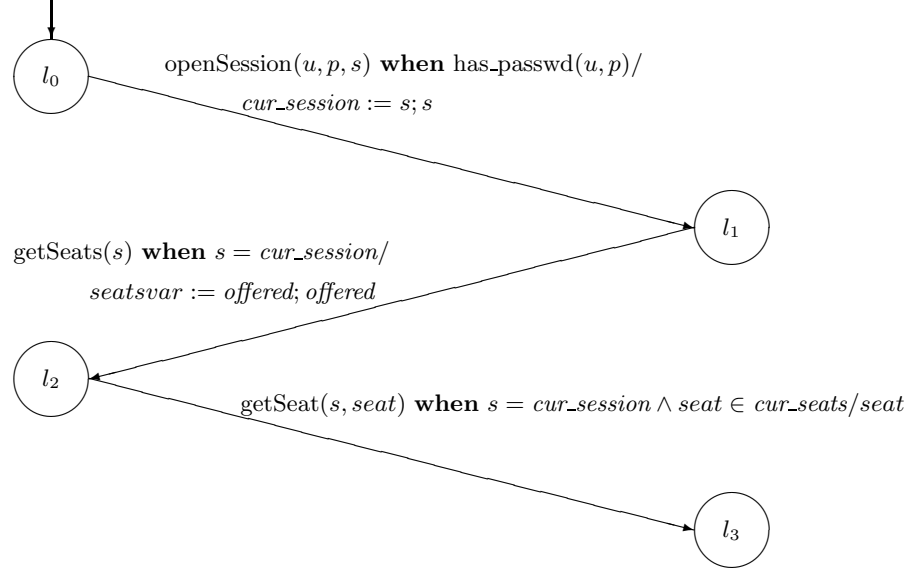 l₀
openSession(u, p, s) when has_passwd(u, p)/
cur_session := s; s
l₁
getSeats(s) when s = cur_session/
seatsvar := offered; offered
l₂
getSeat(s, seat) when s = cur_session ∧ seat ∈ cur_seats/seat
l₃